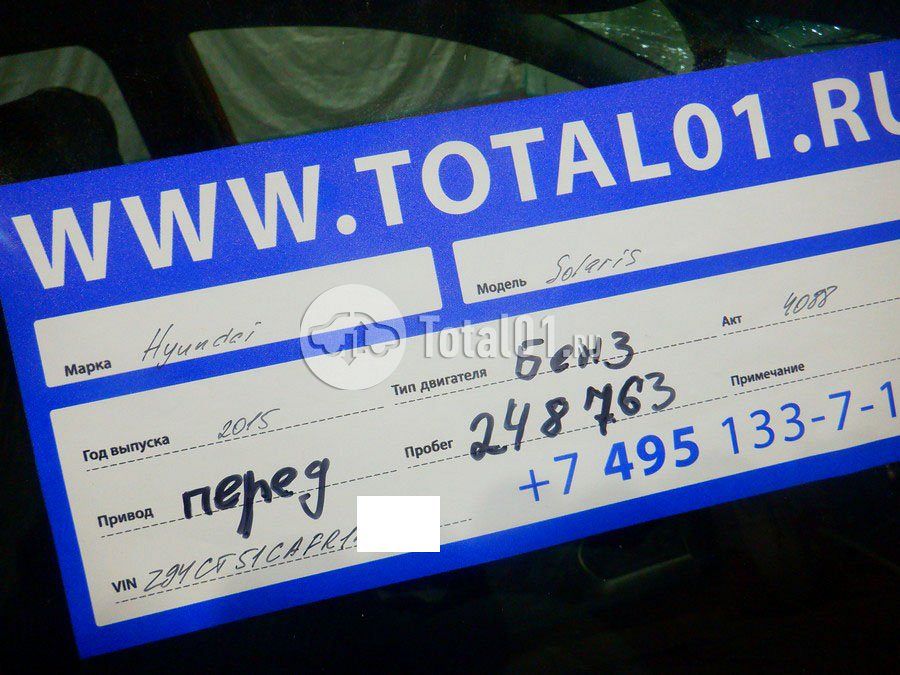 WWW.TOTAL01.RU
Марка Hyundai
Модель Solaris
Total01.RU
Год выпуска 2015
Тип двигателя Бенз
Акт 4088
Привод перед
Пробег 248763
Примечание
+7 495 133-7-1
VIN Z94CT51CAFR1